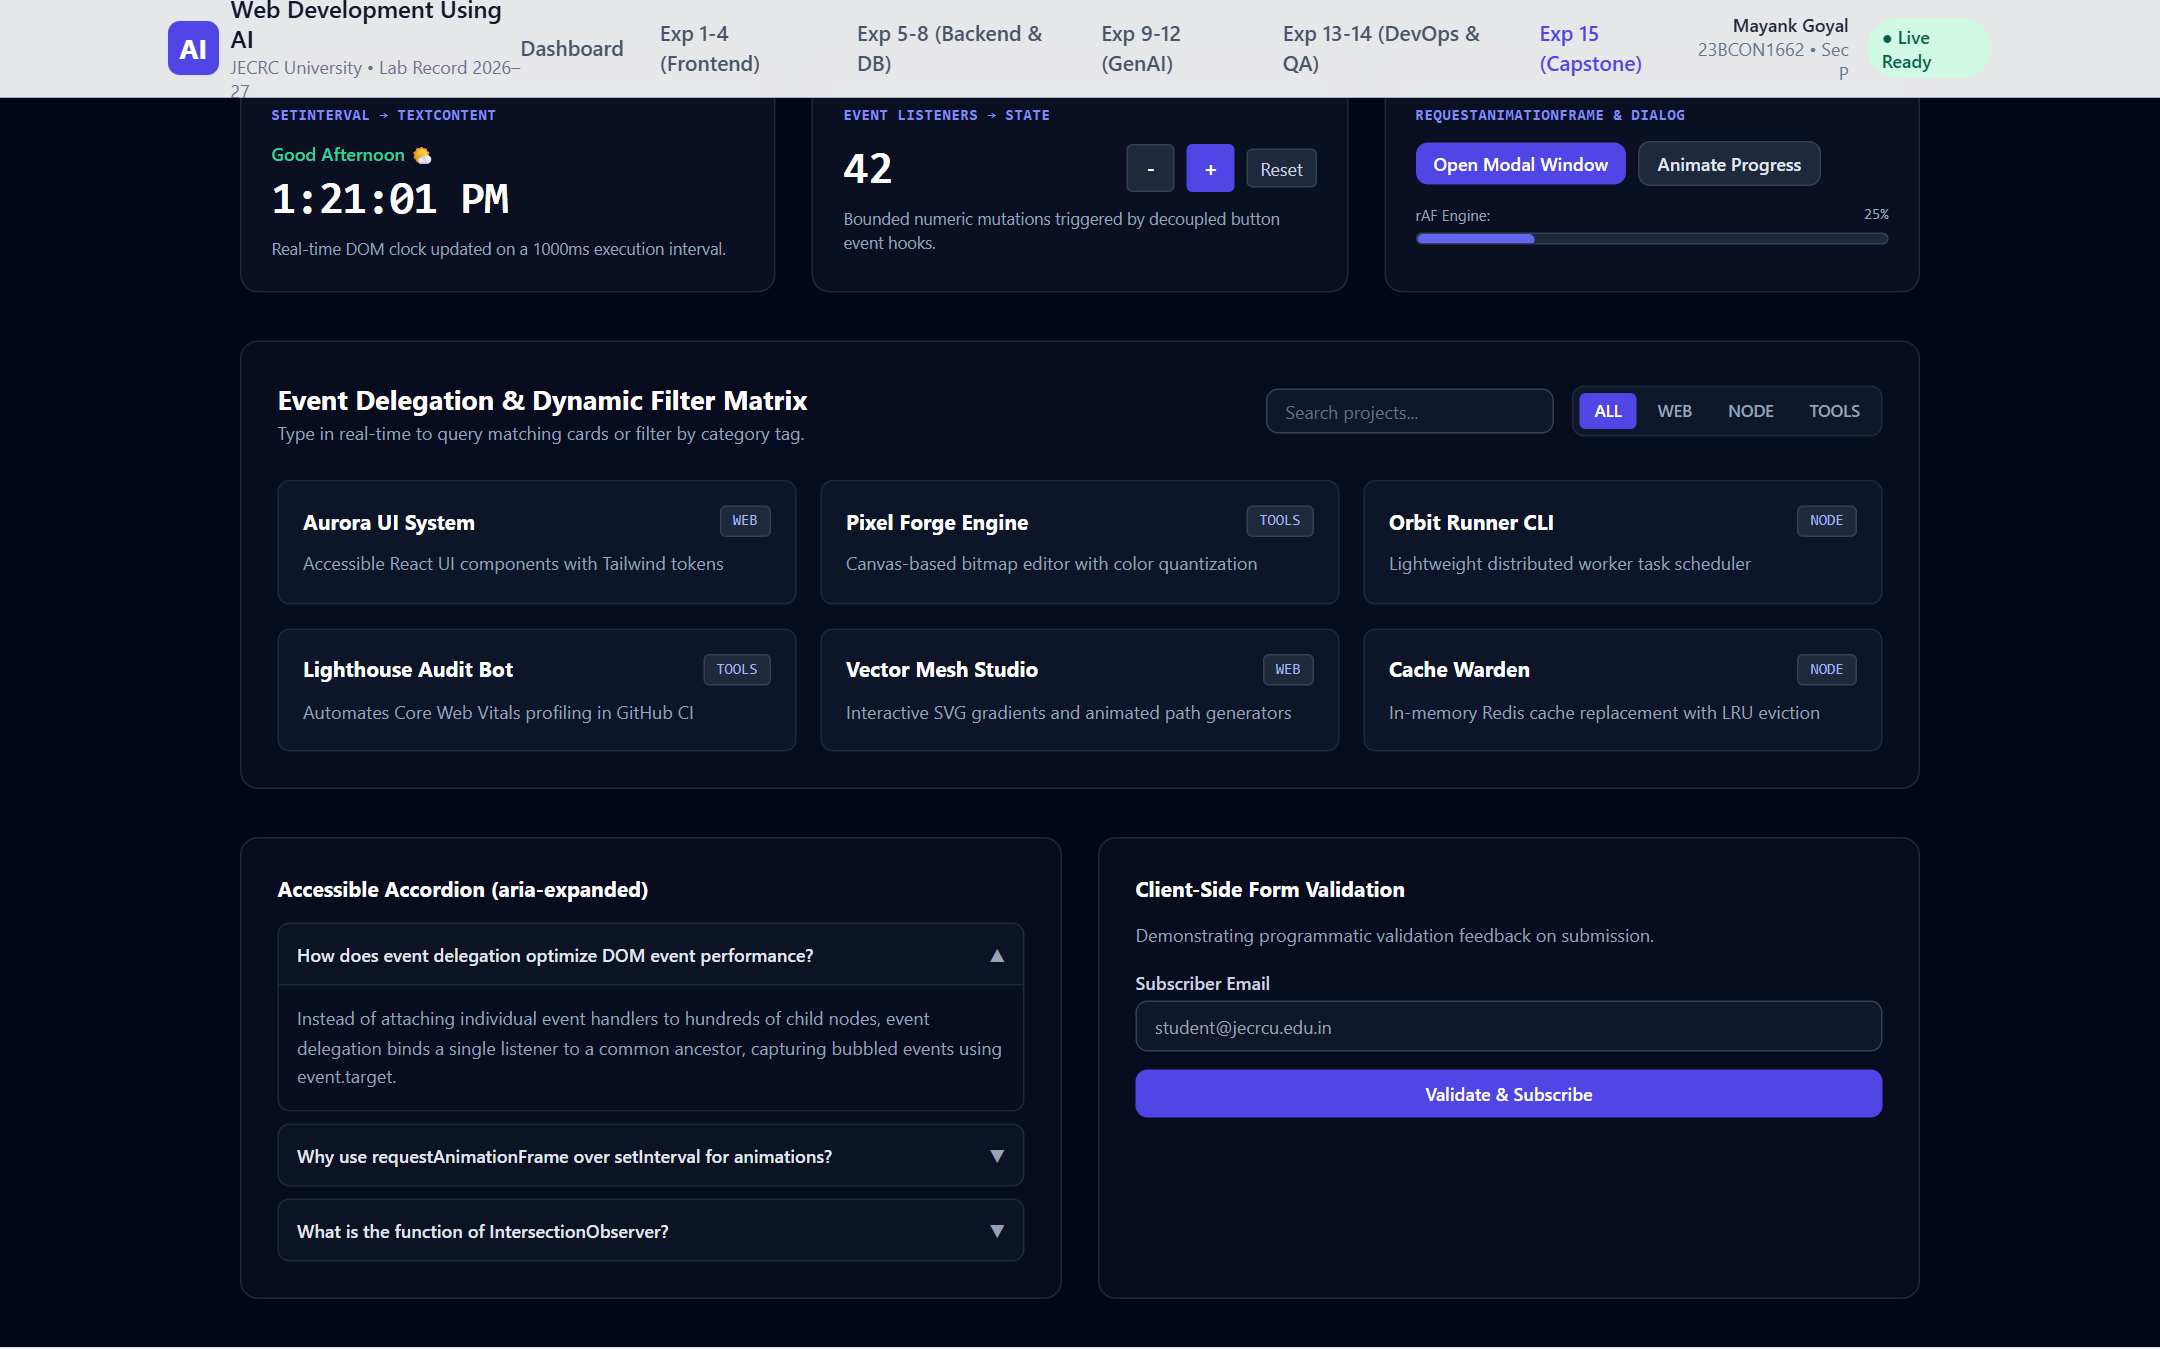 AI
Web Development Using
AI
JECRC University • Lab Record 2026–
27
Dashboard
Exp 1-4
(Frontend)
Exp 5-8 (Backend &
DB)
Exp 9-12
(GenAI)
Exp 13-14 (DevOps &
QA)
Exp 15
(Capstone)
Mayank Goyal
23BCON1662 • Sec
P
● Live
Ready
SETINTERVAL → TEXTCONTENT
Good Afternoon 🌤️
1:21:01 PM
Real-time DOM clock updated on a 1000ms execution interval.
EVENT LISTENERS → STATE
42
-
+
Reset
Bounded numeric mutations triggered by decoupled button
event hooks.
REQUESTANIMATIONFRAME & DIALOG
Open Modal Window
Animate Progress
rAF Engine:
25%
Event Delegation & Dynamic Filter Matrix
Type in real-time to query matching cards or filter by category tag.
Search projects...
ALL
WEB
NODE
TOOLS
Aurora UI System
WEB
Accessible React UI components with Tailwind tokens
Pixel Forge Engine
TOOLS
Canvas-based bitmap editor with color quantization
Orbit Runner CLI
NODE
Lightweight distributed worker task scheduler
Lighthouse Audit Bot
TOOLS
Automates Core Web Vitals profiling in GitHub CI
Vector Mesh Studio
WEB
Interactive SVG gradients and animated path generators
Cache Warden
NODE
In-memory Redis cache replacement with LRU eviction
Accessible Accordion (aria-expanded)
How does event delegation optimize DOM event performance?
▲
Instead of attaching individual event handlers to hundreds of child nodes, event
delegation binds a single listener to a common ancestor, capturing bubbled events using
event.target.
Why use requestAnimationFrame over setInterval for animations?
▼
What is the function of IntersectionObserver?
▼
Client-Side Form Validation
Demonstrating programmatic validation feedback on submission.
Subscriber Email
student@jecrcu.edu.in
Validate & Subscribe